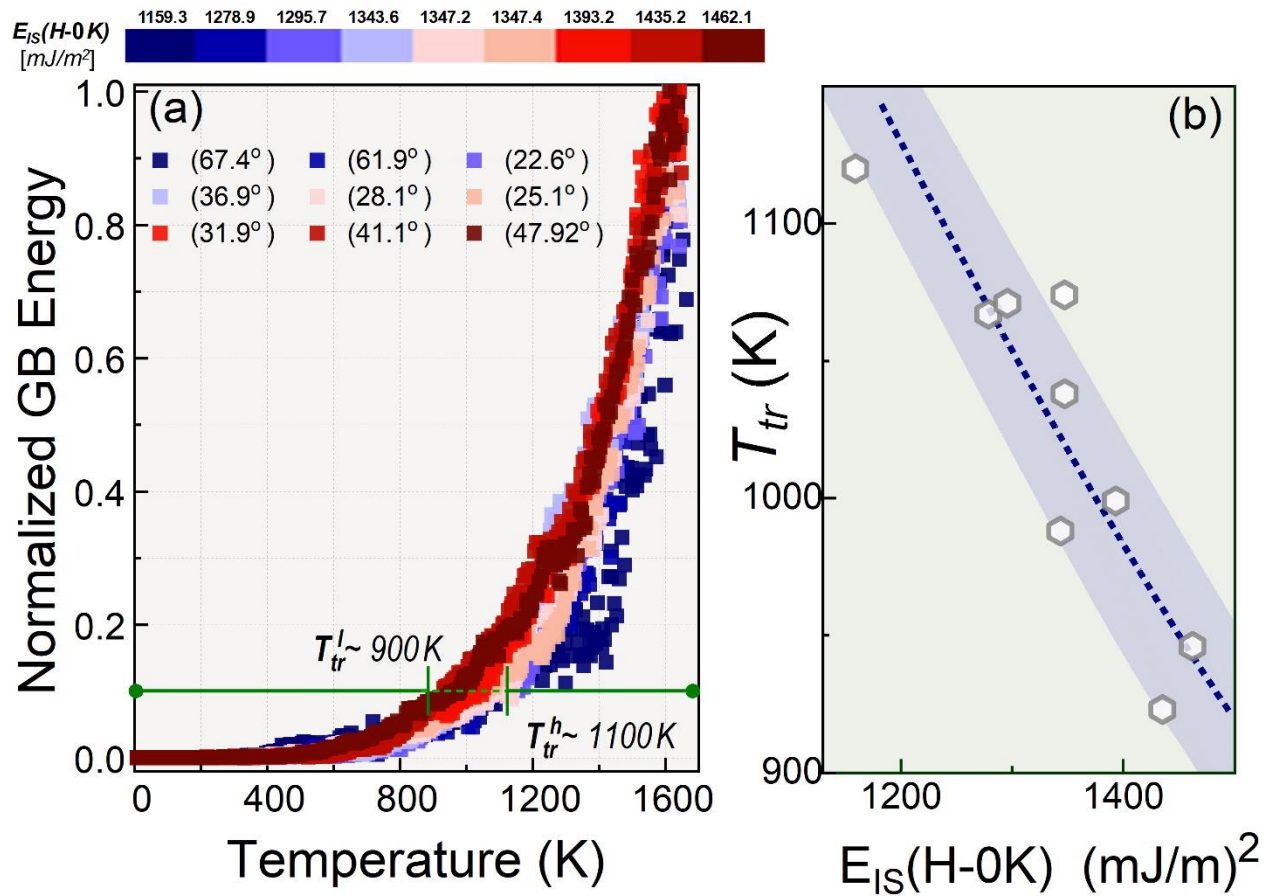 1159.3 1278.9 1295.7 1343.6 1347.2 1347.4 1393.2 1435.2 1462.1
E_IS(H-0K)
[mJ/m²]
(a)
(67.4°) (61.9°) (22.6°)
(36.9°) (28.1°) (25.1°)
(31.9°) (41.1°) (47.92°)
Normalized GB Energy
1.0
0.8
0.6
0.4
0.2
0.0
T_tr^l ~ 900K
T_tr^h ~ 1100K
0 400 800 1200 1600
Temperature (K)
(b)
T_tr (K)
1100
1000
900
1200 1400
E_IS(H-0K) (mJ/m)²